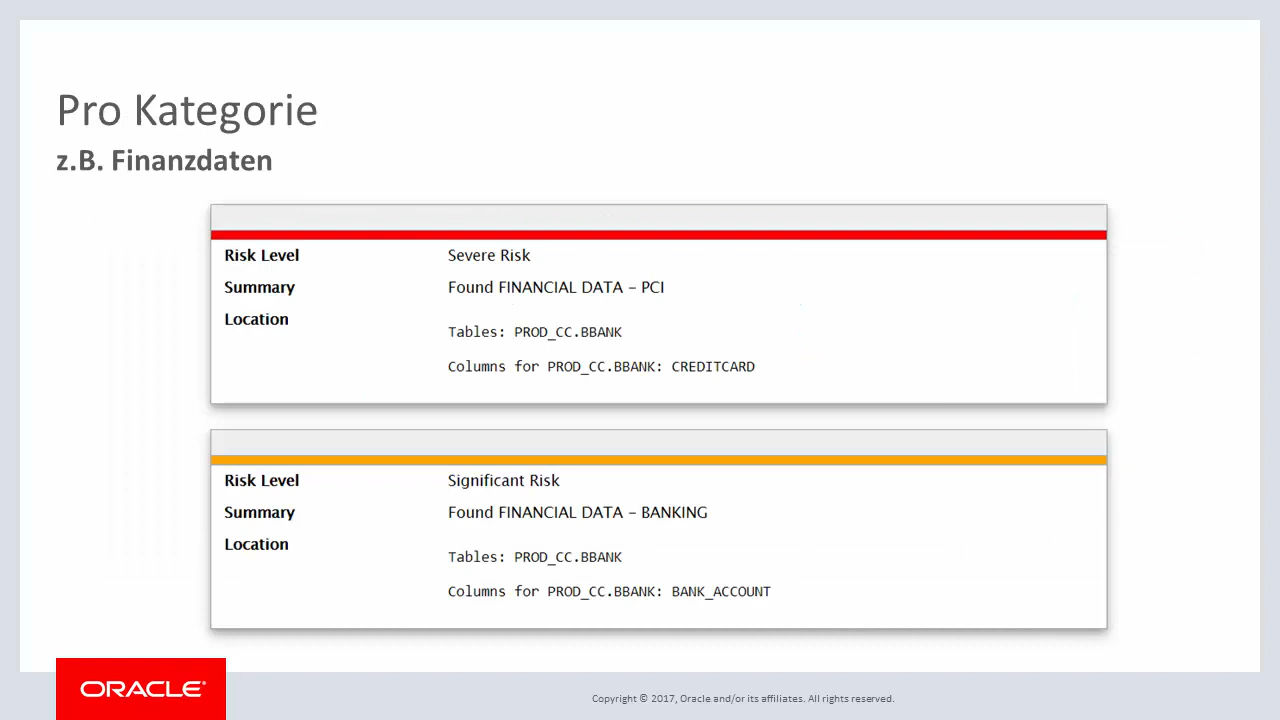 Pro Kategorie
z.B. Finanzdaten
Risk Level Severe Risk
Summary Found FINANCIAL DATA – PCI
Location
Tables: PROD_CC.BBANK
Columns for PROD_CC.BBANK: CREDITCARD
Risk Level Significant Risk
Summary Found FINANCIAL DATA – BANKING
Location
Tables: PROD_CC.BBANK
Columns for PROD_CC.BBANK: BANK_ACCOUNT
ORACLE®
Copyright © 2017, Oracle and/or its affiliates. All rights reserved.